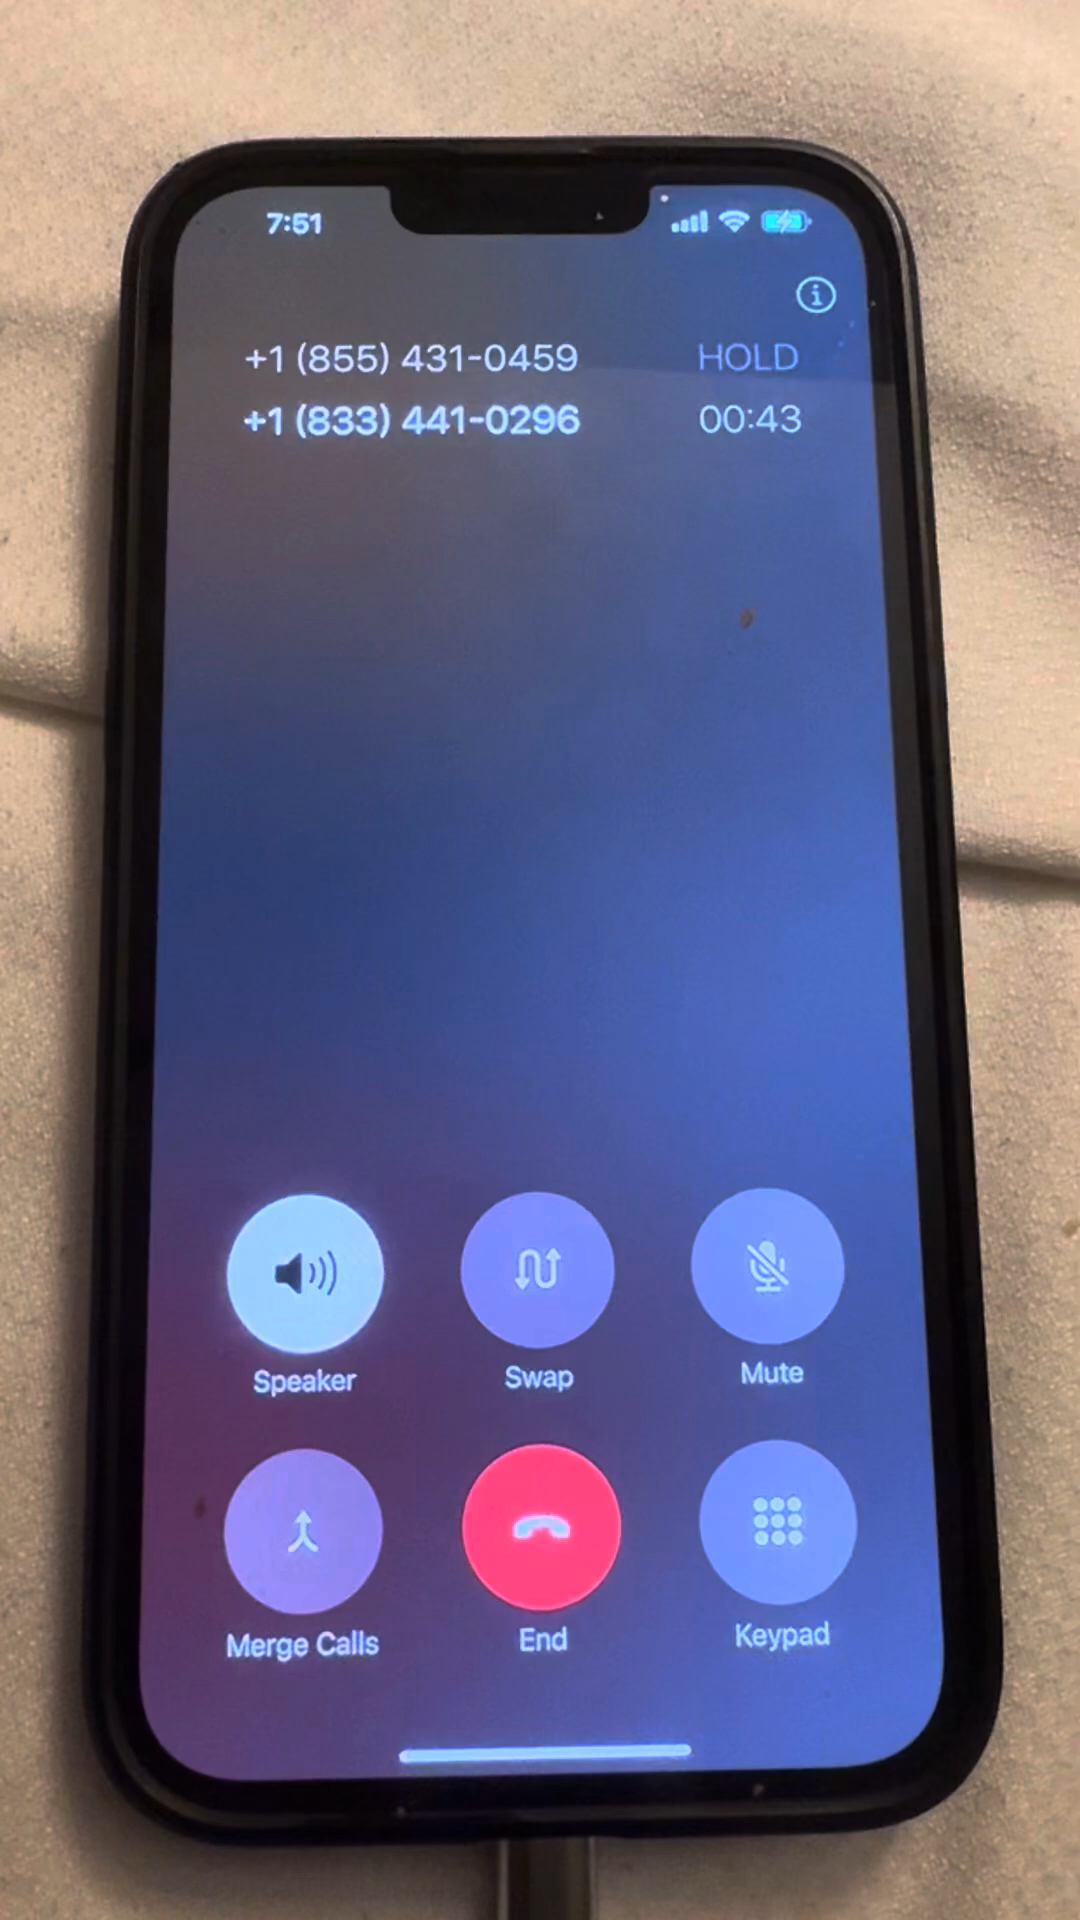 7:51
+1 (855) 431-0459 HOLD
+1 (833) 441-0296 00:43
Speaker Swap Mute
Merge Calls End Keypad